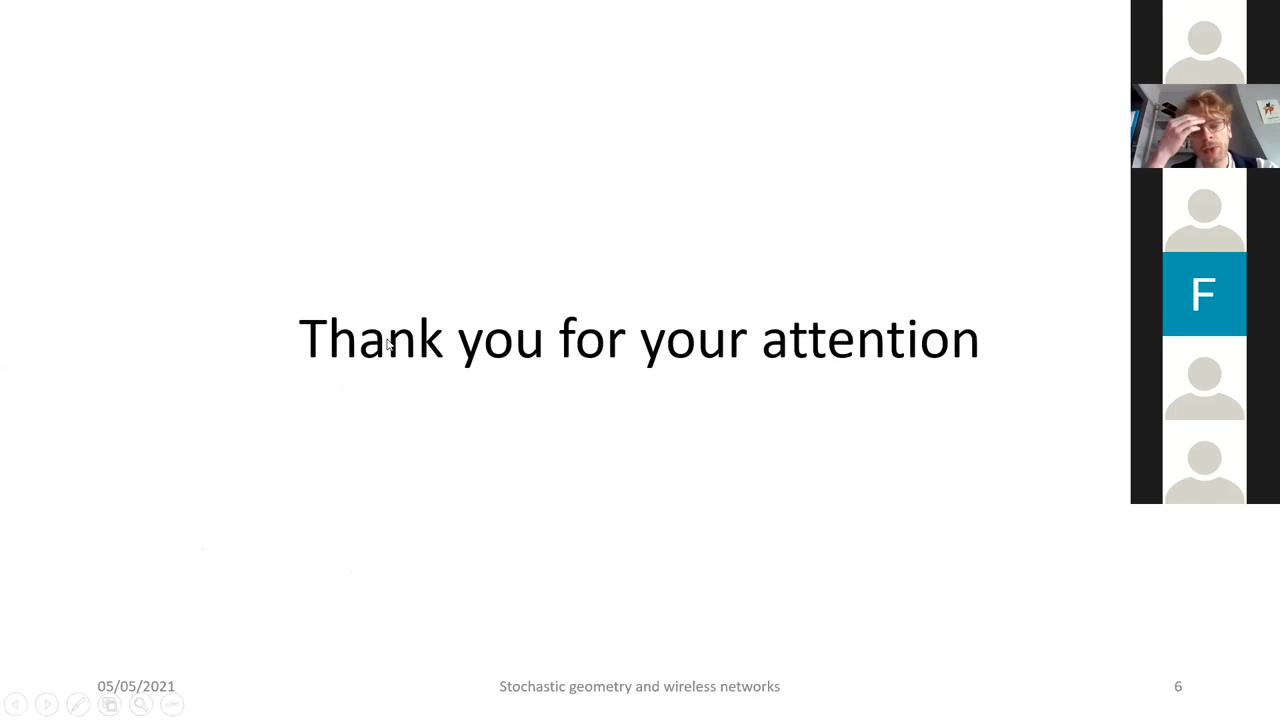 Thank you for your attention
F
05/05/2021
Stochastic geometry and wireless networks
6